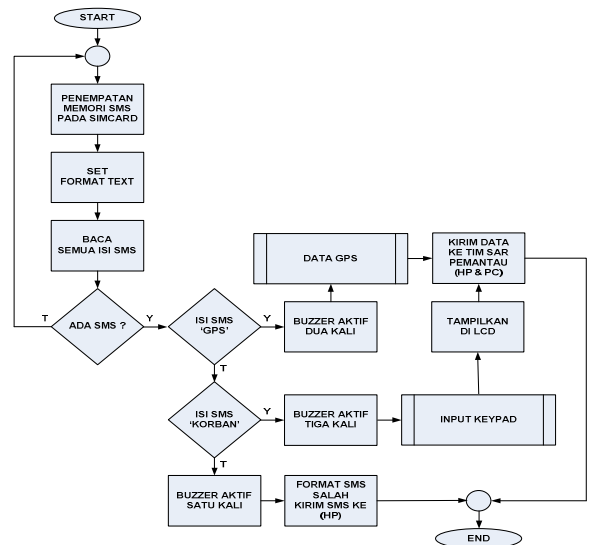 START
PENEMPATAN
MEMORI SMS
PADA SIMCARD
SET
FORMAT TEXT
BACA
SEMUA ISI SMS
ADA SMS ?
T
Y
ISI SMS
‘GPS’
Y
T
BUZZER AKTIF
DUA KALI
DATA GPS
KIRIM DATA
KE TIM SAR
PEMANTAU
(HP & PC)
TAMPILKAN
DI LCD
ISI SMS
‘KORBAN’
Y
T
BUZZER AKTIF
TIGA KALI
INPUT KEYPAD
BUZZER AKTIF
SATU KALI
FORMAT SMS
SALAH
KIRIM SMS KE
(HP)
END